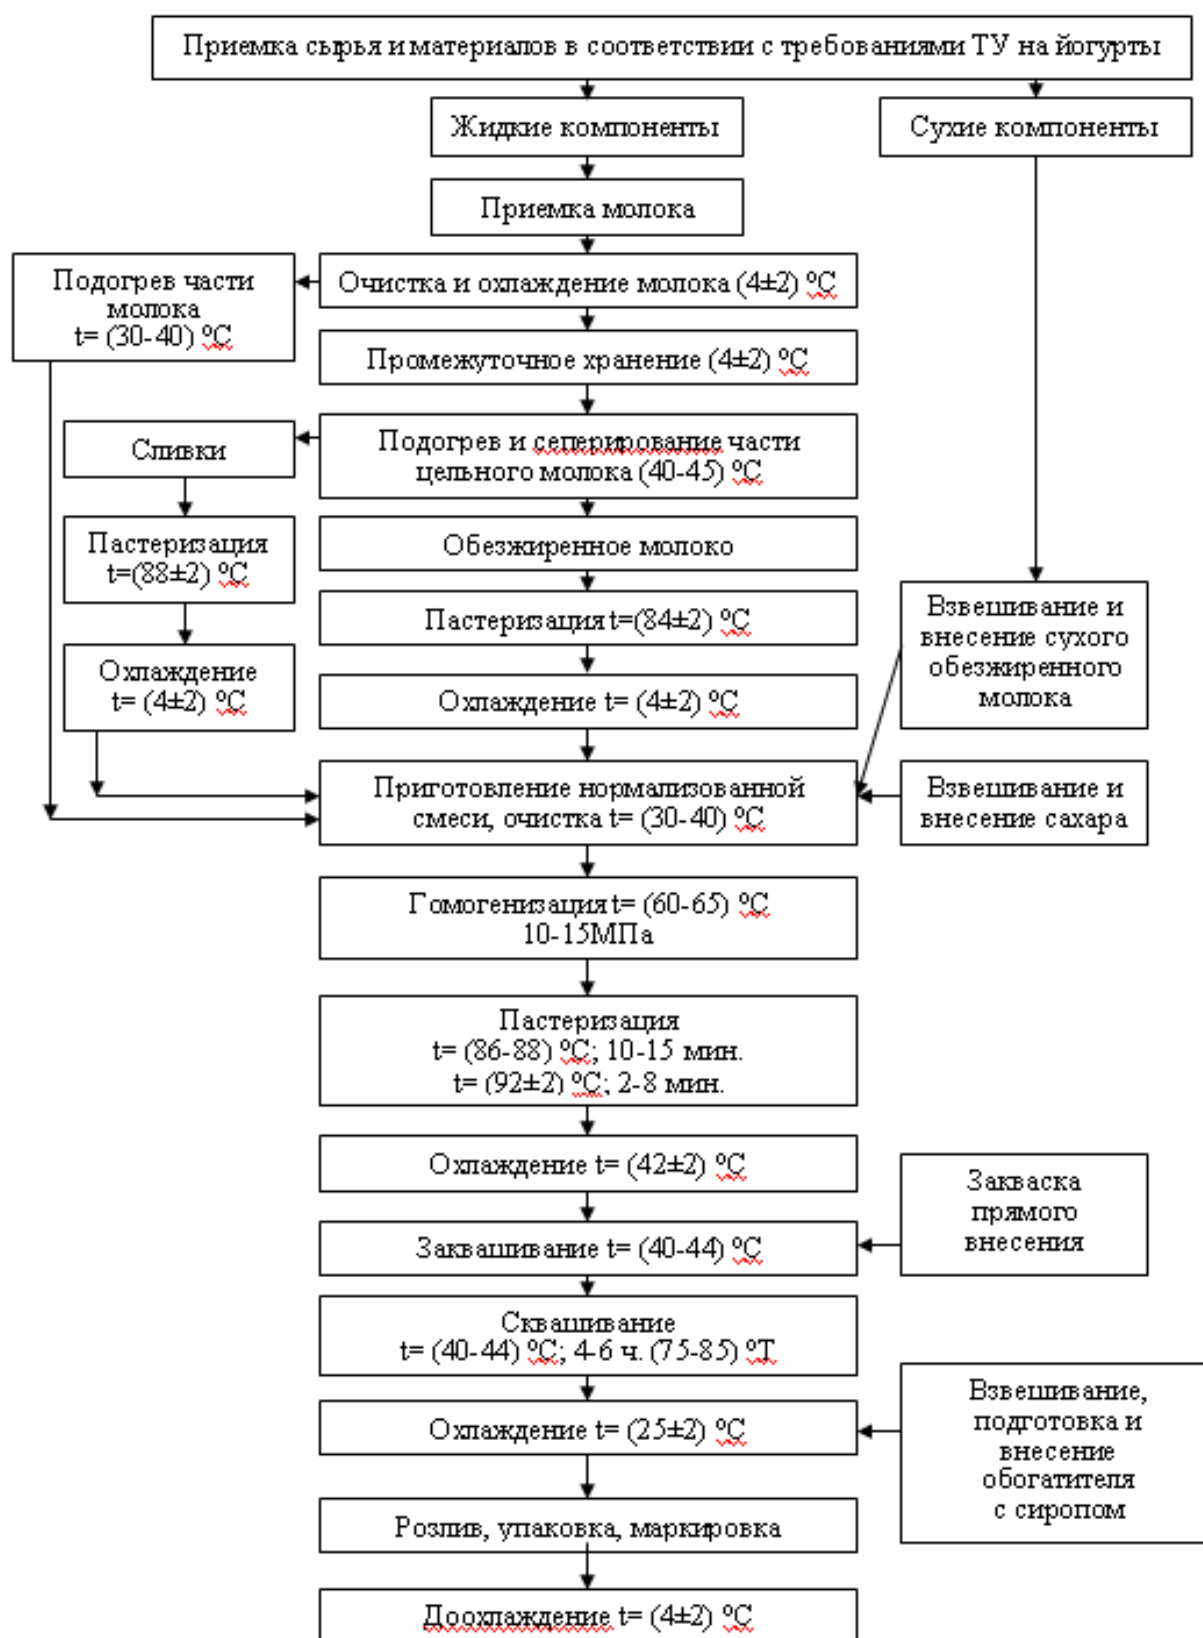 Приемка сырья и материалов в соответствии с требованиями ТУ на йогурты
Жидкие компоненты
Сухие компоненты
Приемка молока
Подогрев части
молока
t= (30-40) ºС
Очистка и охлаждение молока (4±2) ºС
Промежуточное хранение (4±2) ºС
Сливки
Подогрев и сеперирование части
цельного молока (40-45) ºС
Пастеризация
t=(88±2) ºС
Обезжиренное молоко
Пастеризация t=(84±2) ºС
Взвешивание и
внесение сухого
обезжиренного
молока
Охлаждение
t= (4±2) ºС
Охлаждение t= (4±2) ºС
Приготовление нормализованной
смеси, очистка t= (30-40) ºС
Взвешивание и
внесение сахара
Гомогенизация t= (60-65) ºС
10-15МПа
Пастеризация
t= (86-88) ºС; 10-15 мин.
t= (92±2) ºС; 2-8 мин.
Охлаждение t= (42±2) ºС
Закваска
прямого
внесения
Заквашивание t= (40-44) ºС
Сквашивание
t= (40-44) ºС; 4-6 ч. (75-85) ºТ
Охлаждение t= (25±2) ºС
Взвешивание,
подготовка и
внесение
обогатителя
с сиропом
Розлив, упаковка, маркировка
Доохлаждение t= (4±2) ºС